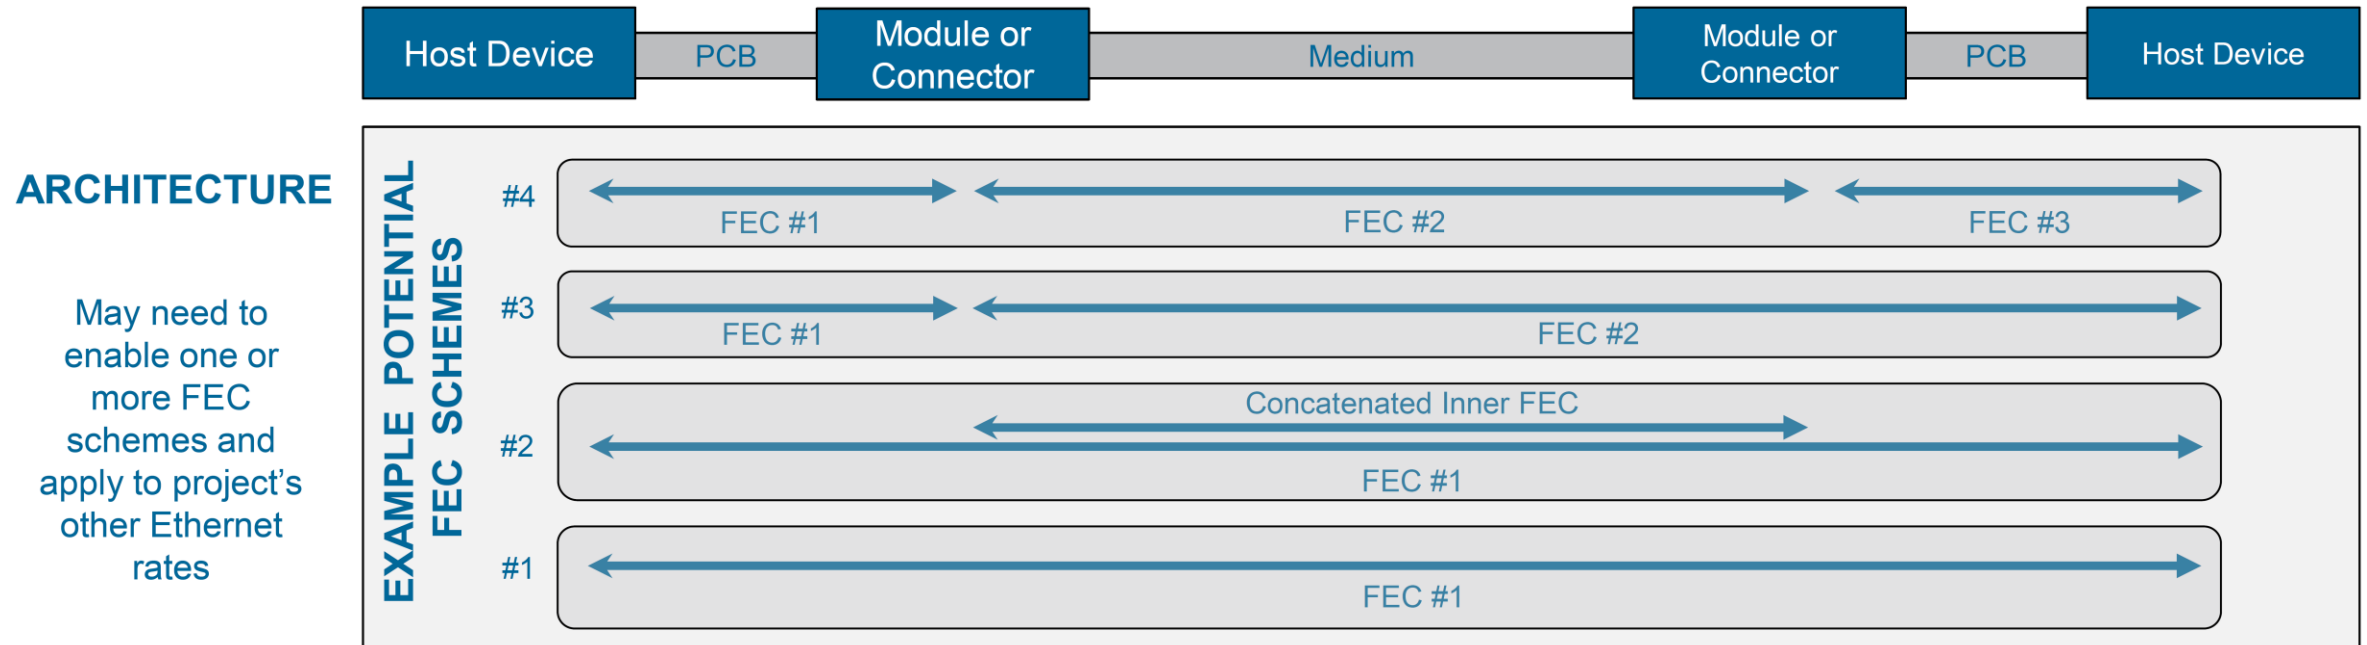 Host Device
PCB
Module or
Connector
Medium
Module or
Connector
PCB
Host Device
ARCHITECTURE
May need to
enable one or
more FEC
schemes and
apply to project's
other Ethernet
rates
EXAMPLE POTENTIAL
FEC SCHEMES
#4
FEC #1
FEC #2
FEC #3
#3
FEC #1
FEC #2
#2
Concatenated Inner FEC
FEC #1
#1
FEC #1